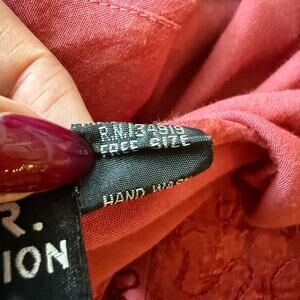 R.N.134919
FREE SIZE
HAND WASH
R.
ION